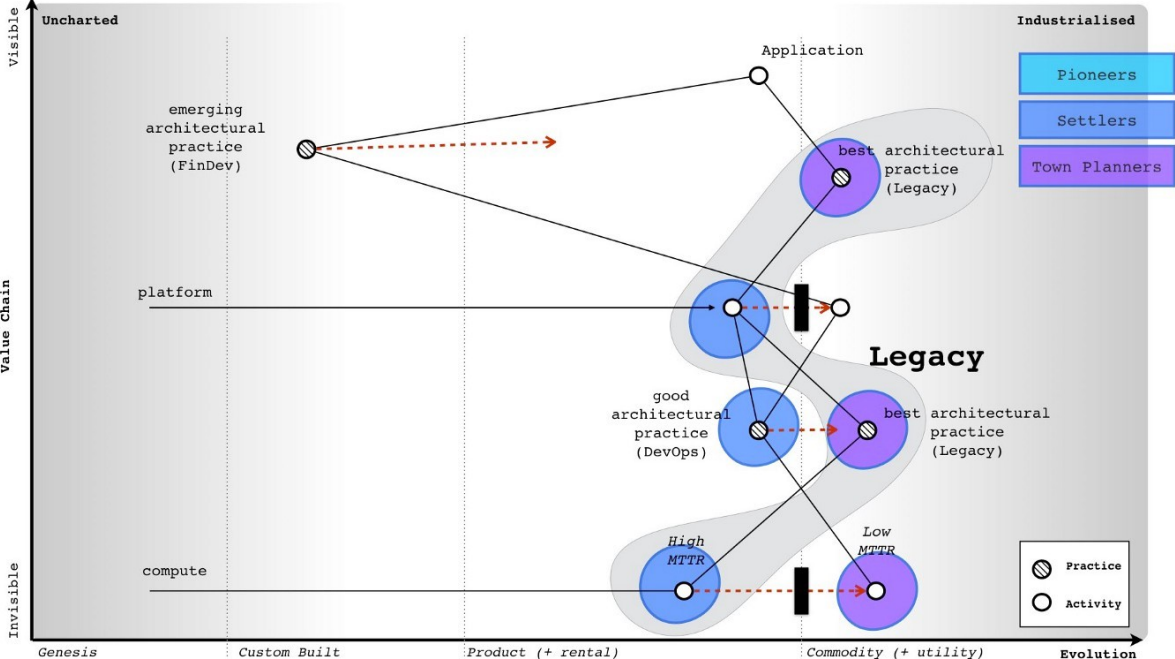 Visible
Uncharted
Industrialised
Application
Pioneers
emerging
architectural
practice
(FinDev)
Settlers
best architectural
practice
(Legacy)
Town Planners
platform
Value Chain
Legacy
good
architectural
practice
(DevOps)
best architectural
practice
(Legacy)
High
MTTR
Low
MTTR
compute
Practice
Activity
Invisible
Genesis
Custom Built
Product (+ rental)
Commodity (+ utility)
Evolution